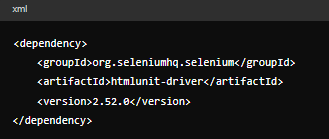 xml
<dependency>
    <groupId>org.seleniumhq.selenium</groupId>
    <artifactId>htmlunit-driver</artifactId>
    <version>2.52.0</version>
</dependency>